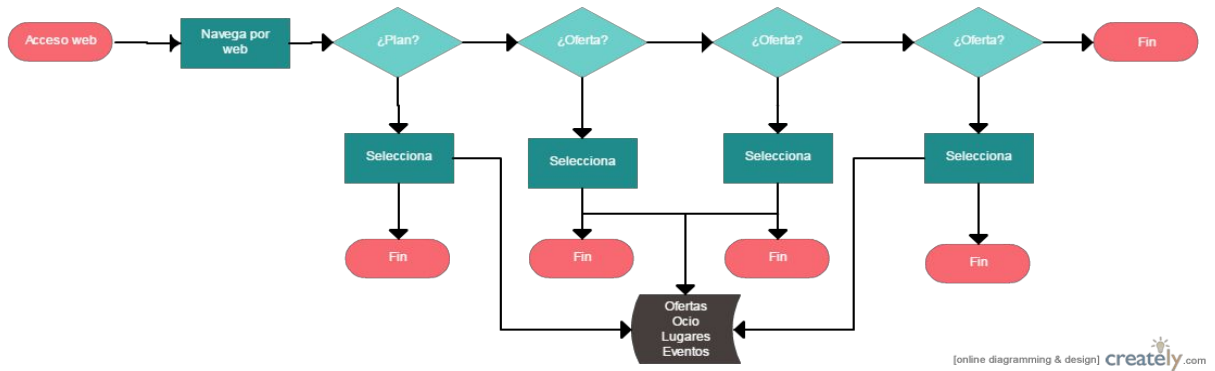 Acceso web
Navega por
web
¿Plan?
¿Oferta?
¿Oferta?
¿Oferta?
Fin
Selecciona
Selecciona
Selecciona
Selecciona
Fin
Fin
Fin
Fin
Ofertas
Ocio
Lugares
Eventos
[online diagramming & design] creately.com